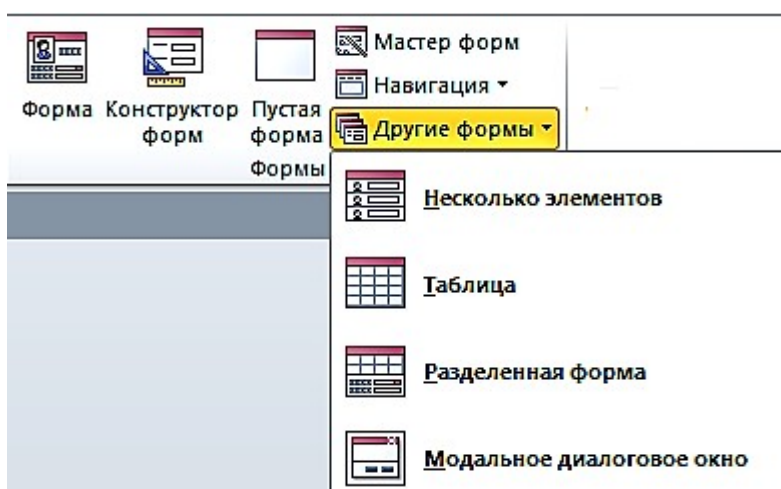 Форма
Конструктор
форм
Пустая
форма
Мастер форм
Навигация
Другие формы
Формы
Несколько элементов
Таблица
Разделенная форма
Модальное диалоговое окно